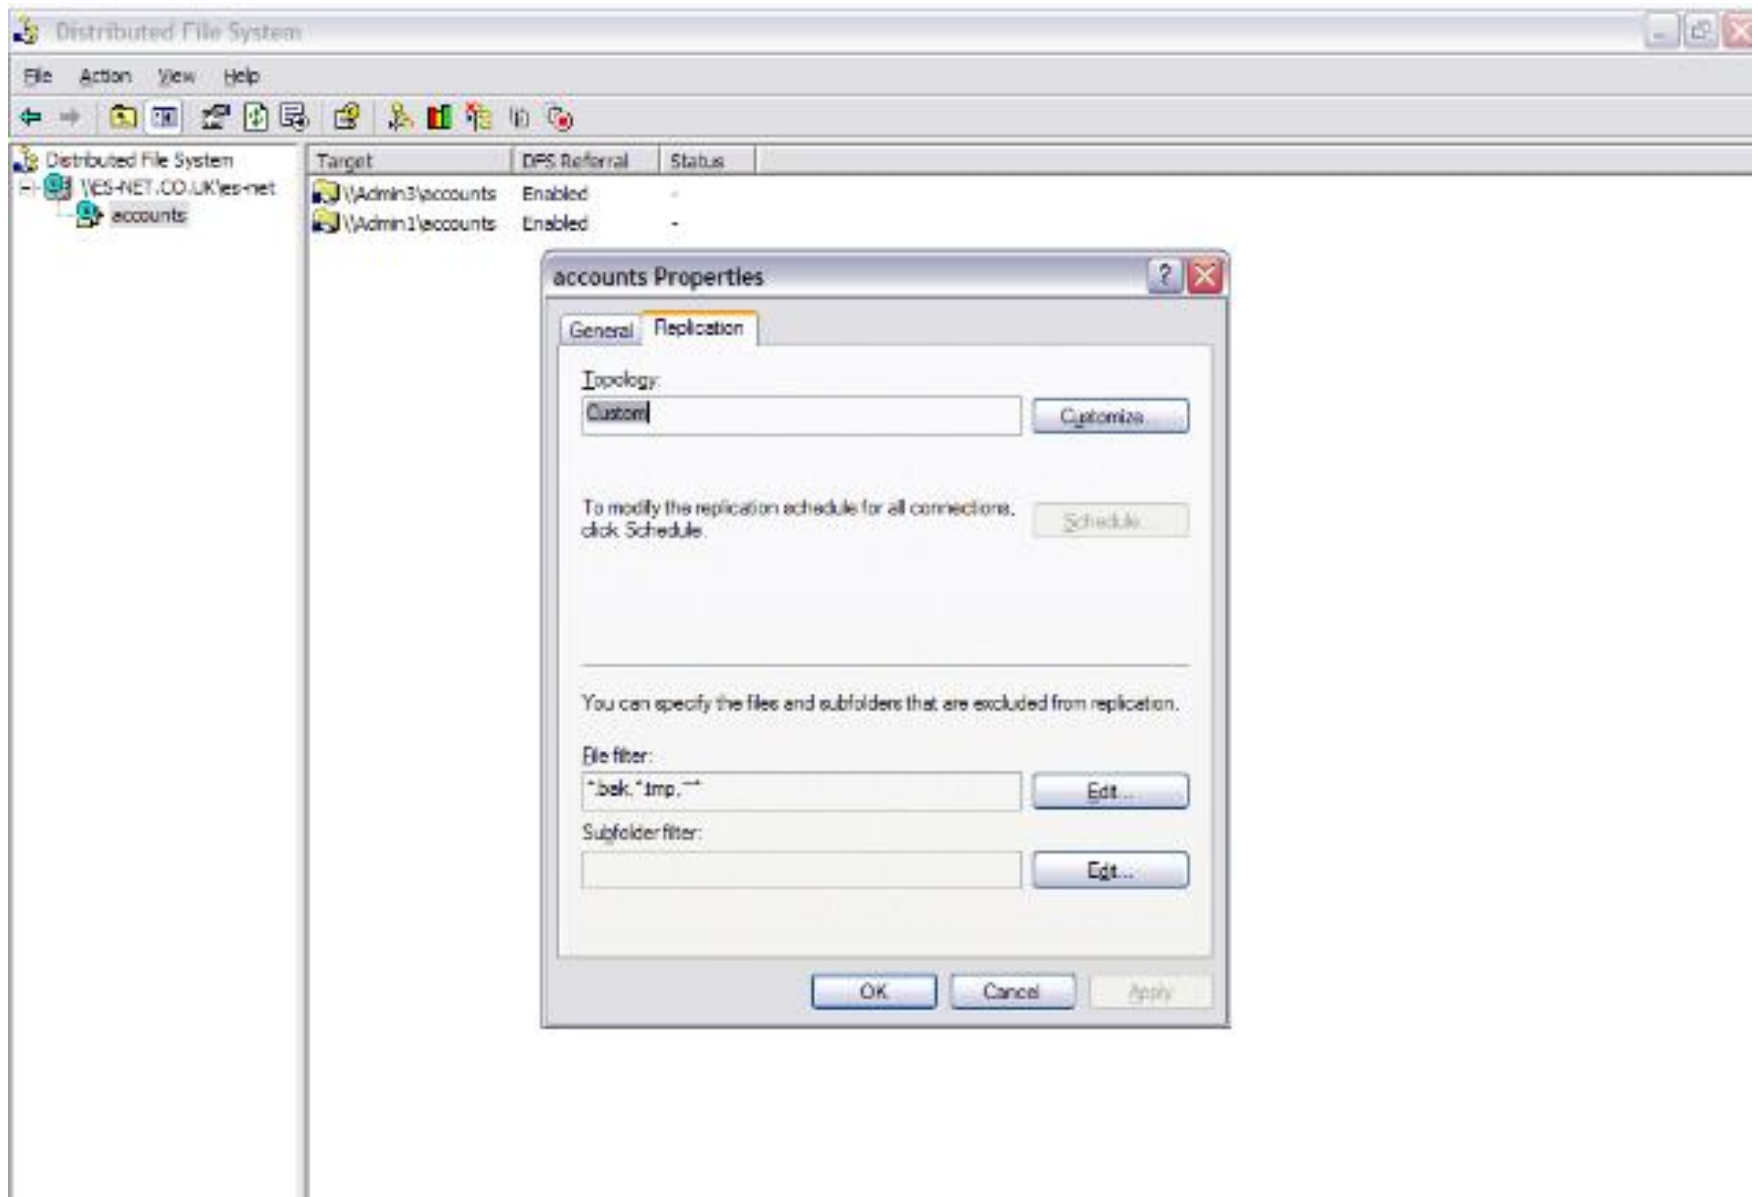 Distributed File System
File Action View Help
Distributed File System
\\ES-NET.CO.UK\es-net
accounts
Target DFS Referral Status
\\Admin3\accounts Enabled -
\\Admin1\accounts Enabled -
accounts Properties
General Replication
Topology:
Custom Customize...
To modify the replication schedule for all connections, Schedule...
click Schedule.
You can specify the files and subfolders that are excluded from replication.
File filter:
*.bak, *.tmp, ~* Edit...
Subfolder filter:
Edit...
OK Cancel Apply